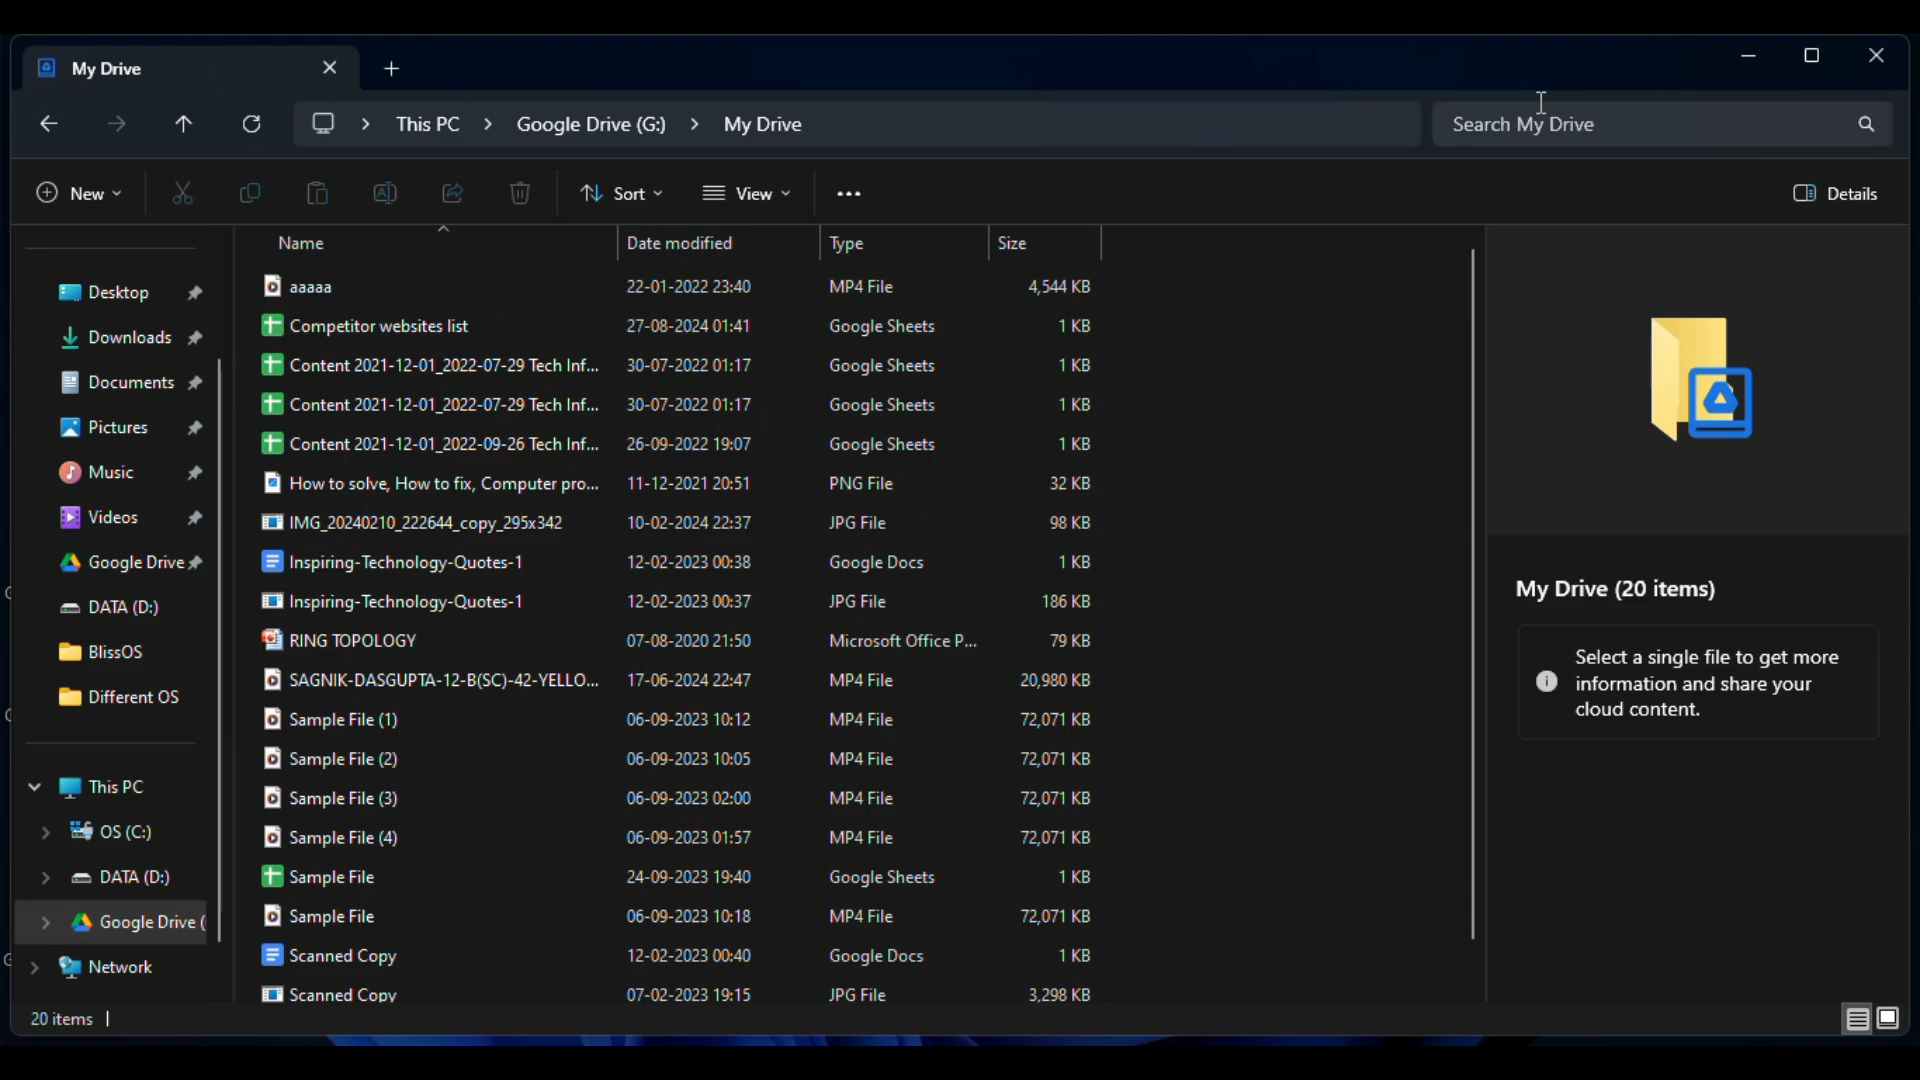 My Drive
This PC > Google Drive (G:) > My Drive
Search My Drive
New
Sort
View
Details
Name Date modified Type Size
Desktop
Downloads
Documents
Pictures
Music
Videos
Google Drive
DATA (D:)
BlissOS
Different OS
This PC
OS (C:)
DATA (D:)
Google Drive (
Network
aaaaa 22-01-2022 23:40 MP4 File 4,544 KB
Competitor websites list 27-08-2024 01:41 Google Sheets 1 KB
Content 2021-12-01_2022-07-29 Tech Inf... 30-07-2022 01:17 Google Sheets 1 KB
Content 2021-12-01_2022-07-29 Tech Inf... 30-07-2022 01:17 Google Sheets 1 KB
Content 2021-12-01_2022-09-26 Tech Inf... 26-09-2022 19:07 Google Sheets 1 KB
How to solve, How to fix, Computer pro... 11-12-2021 20:51 PNG File 32 KB
IMG_20240210_222644_copy_295x342 10-02-2024 22:37 JPG File 98 KB
Inspiring-Technology-Quotes-1 12-02-2023 00:38 Google Docs 1 KB
Inspiring-Technology-Quotes-1 12-02-2023 00:37 JPG File 186 KB
RING TOPOLOGY 07-08-2020 21:50 Microsoft Office P... 79 KB
SAGNIK-DASGUPTA-12-B(SC)-42-YELLO... 17-06-2024 22:47 MP4 File 20,980 KB
Sample File (1) 06-09-2023 10:12 MP4 File 72,071 KB
Sample File (2) 06-09-2023 10:05 MP4 File 72,071 KB
Sample File (3) 06-09-2023 02:00 MP4 File 72,071 KB
Sample File (4) 06-09-2023 01:57 MP4 File 72,071 KB
Sample File 24-09-2023 19:40 Google Sheets 1 KB
Sample File 06-09-2023 10:18 MP4 File 72,071 KB
Scanned Copy 12-02-2023 00:40 Google Docs 1 KB
Scanned Copy 07-02-2023 19:15 JPG File 3,298 KB
My Drive (20 items)
Select a single file to get more
information and share your
cloud content.
20 items